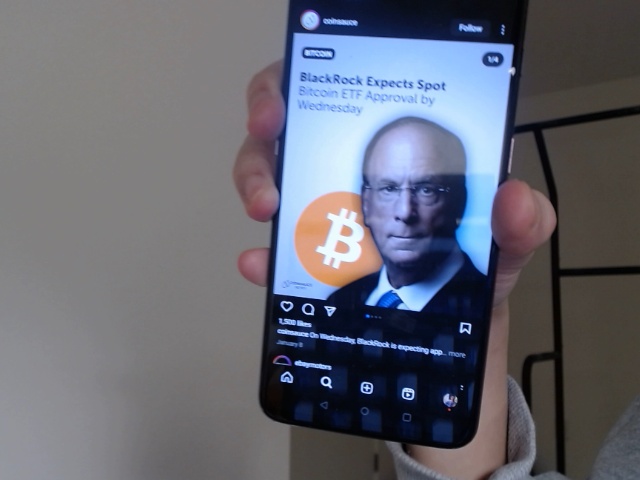 coinsauce
Follow
BITCOIN
1/4
BlackRock Expects Spot
Bitcoin ETF Approval by
Wednesday
1,500 likes
coinsauce On Wednesday, BlackRock is expecting app... more
January 8
ebaymotors